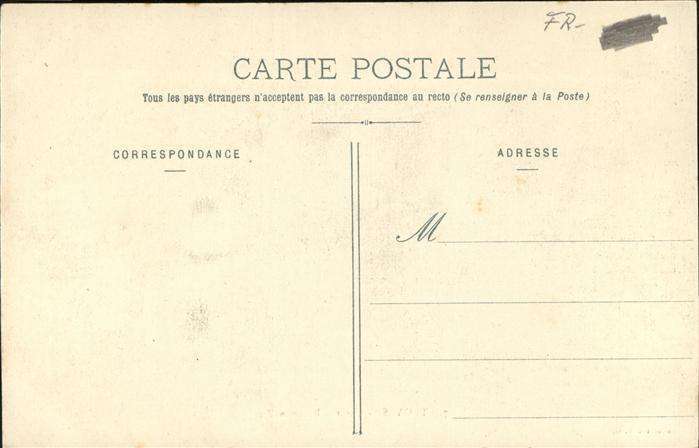 FR-
CARTE POSTALE
Tous les pays étrangers n'acceptent pas la correspondance au recto (Se renseigner à la Poste)
CORRESPONDANCE
ADRESSE
M